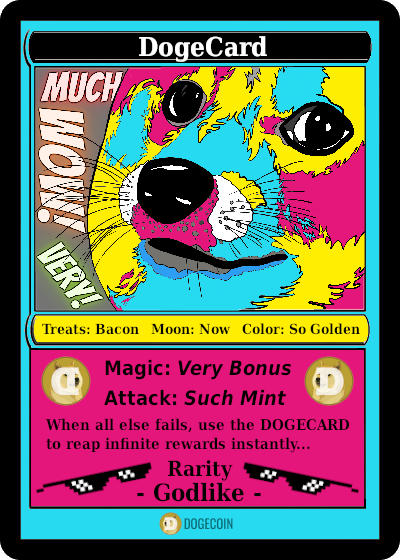 DogeCard
MUCH
WOW!
VERY!
Treats: Bacon Moon: Now Color: So Golden
Magic: Very Bonus
Attack: Such Mint
When all else fails, use the DOGECARD
to reap infinite rewards instantly...
Rarity
- Godlike -
DOGECOIN